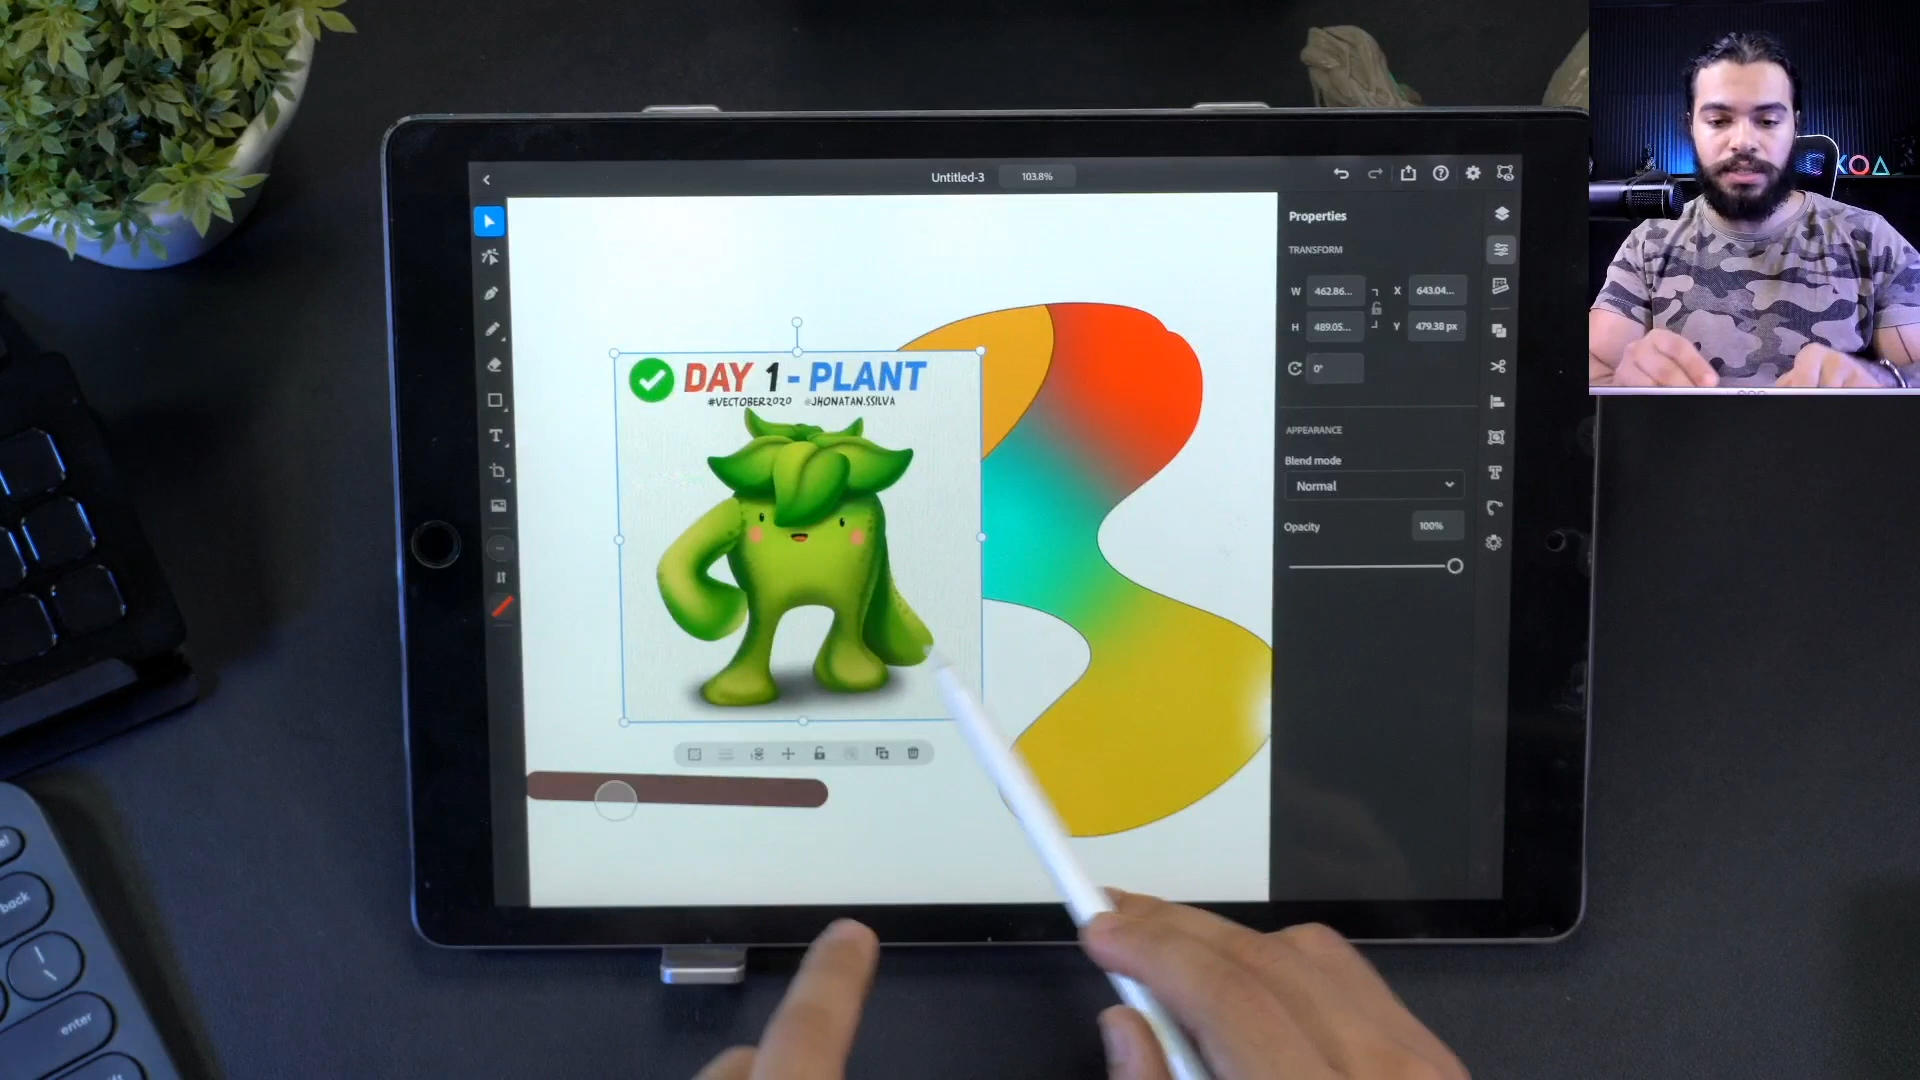 Untitled-3
103.8%
Properties
TRANSFORM
W 462.86... X 643.04...
H 489.05... Y 479.38 px
0°
APPEARANCE
Blend mode
Normal
Opacity 100%
DAY 1 - PLANT
#VECTOBER2020 @JHONATAN.SSILVA
T
back
\
enter